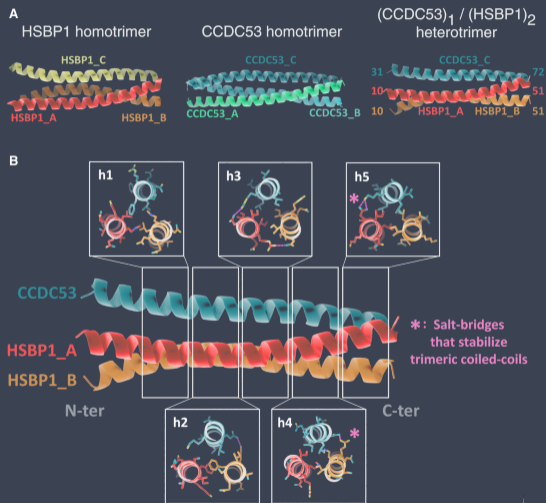 A
HSBP1 homotrimer
CCDC53 homotrimer
(CCDC53)₁ / (HSBP1)₂
heterotrimer
HSBP1_C
HSBP1_A
HSBP1_B
CCDC53_C
CCDC53_A
CCDC53_B
CCDC53_C
31
72
10
51
10
HSBP1_A
HSBP1_B
51
B
h1
h3
h5
*
CCDC53
HSBP1_A
HSBP1_B
N-ter
C-ter
*: Salt-bridges
that stabilize
trimeric coiled-coils
h2
h4
*